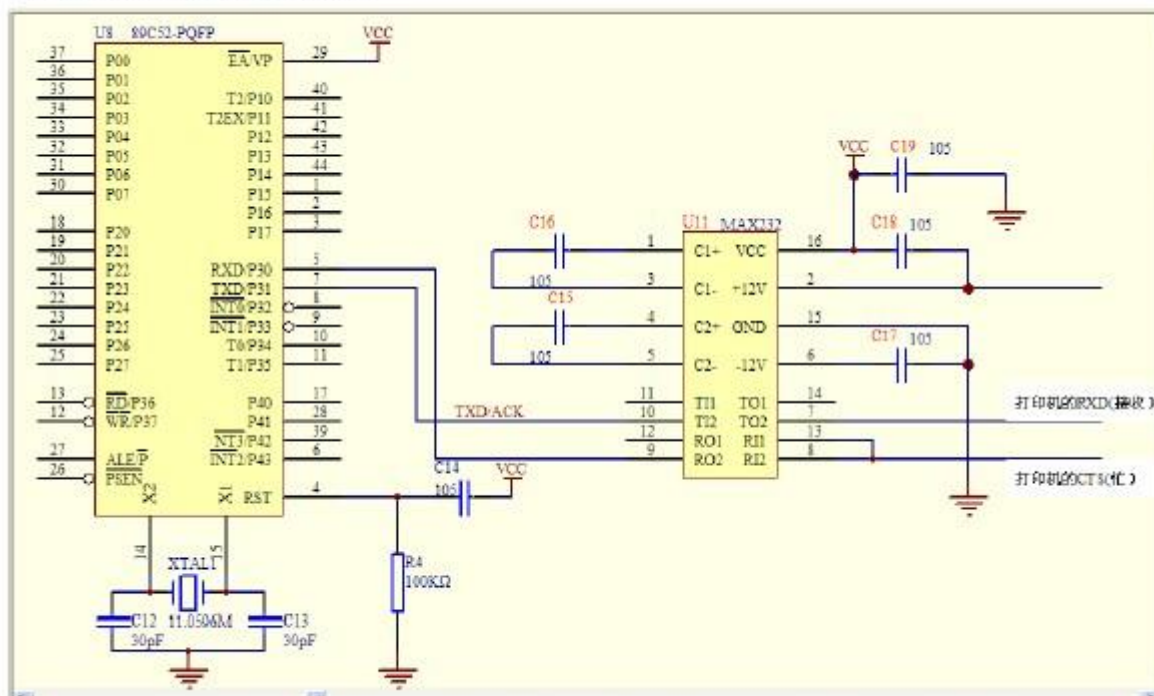 U8 89C52-PQFP
VCC
37 P00
36 P01
35 P02
34 P03
33 P04
32 P05
31 P06
30 P07
18 P20
19 P21
20 P22
21 P23
22 P24
23 P25
24 P26
25 P27
13 RD/P36
12 WR/P37
27 ALE/P
26 PSEN
EA/VP 29
T2/P10 40
T2EX/P11 41
P12 42
P13 43
P14 44
P15 1
P16 2
P17 3
RXD/P30 5
TXD/P31 7
INT0/P32 8
INT1/P33 9
T0/P34 10
T1/P35 11
P40 17
P41 28
NT3/P42 39
INT2/P43 6
RST 4
X2
X1
14
15
XTAL1
11.0596M
C12
30pF
C13
30pF
R4
100KΩ
C14
105
VCC
TXD/ACK
C16
105
C15
105
U11 MAX232
1 C1+ VCC 16
3 C1- +12V 2
4 C2+ GND 15
5 C2- -12V 6
11 TI1 TO1 14
10 TI2 TO2 7
12 RO1 RI1 13
9 RO2 RI2 8
VCC
C19 105
C18
105
C17 105
打印机的RXD(接收)
打印机的CTS(忙)